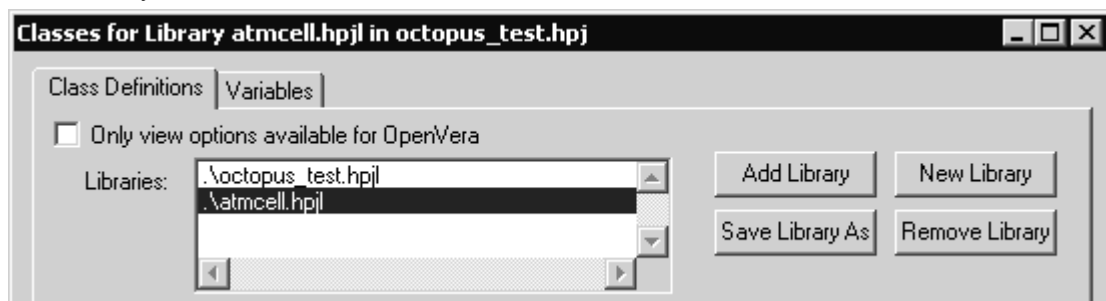 Classes for Library atmcell.hpjl in octopus_test.hpj
Class Definitions Variables
Only view options available for OpenVera
Libraries: .\octopus_test.hpjl Add Library New Library
.\atmcell.hpjl
Save Library As Remove Library